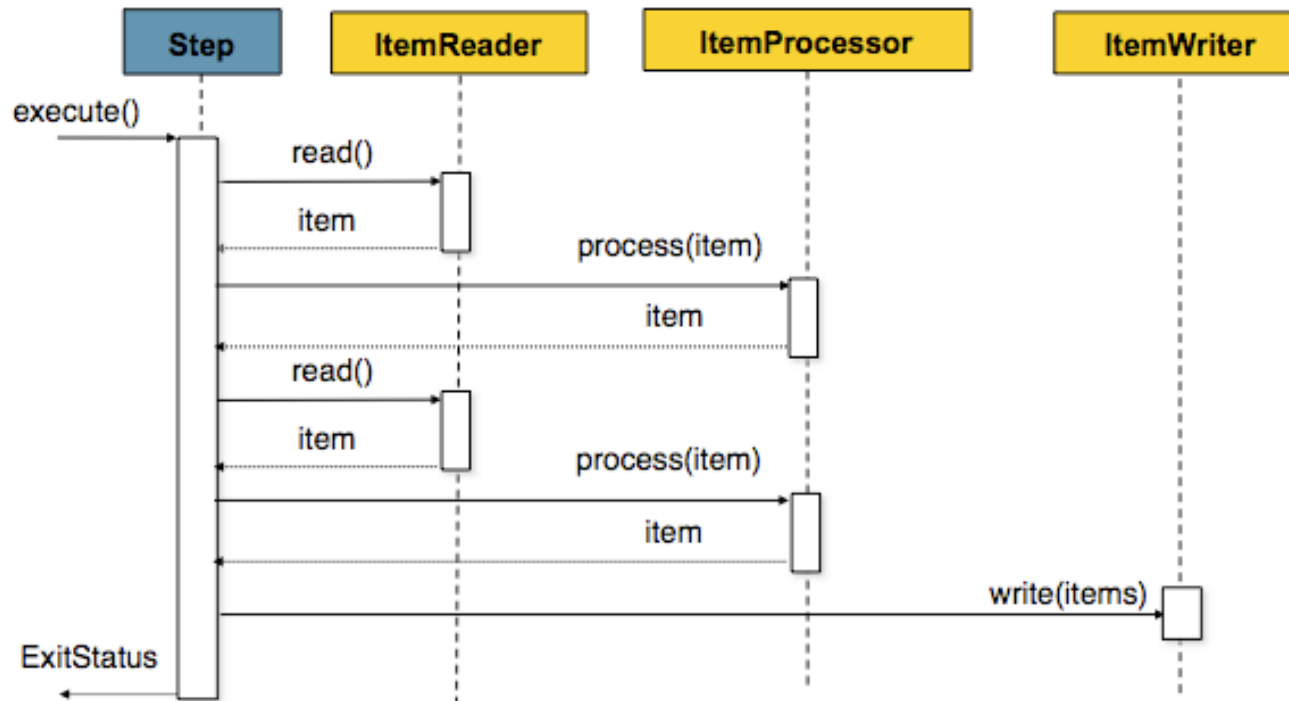 Step
ItemReader
ItemProcessor
ItemWriter
execute()
read()
item
process(item)
item
read()
item
process(item)
item
write(items)
ExitStatus